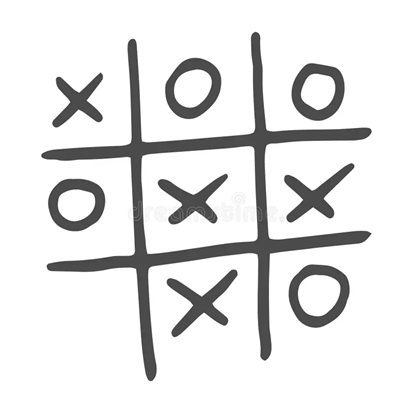 X O O
O X X
X O
dreamstime